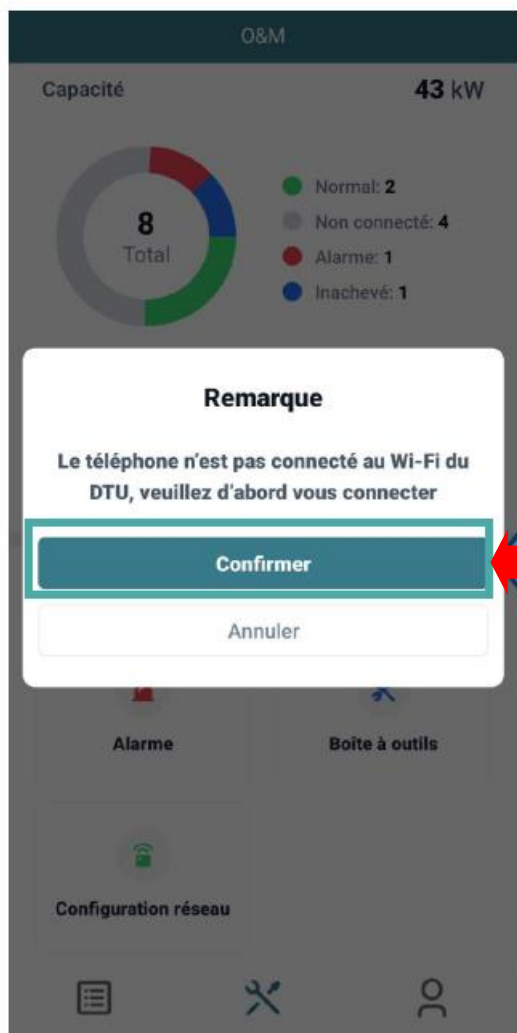 O&M
Capacité 43 kW
8
Total
Normal: 2
Non connecté: 4
Alarme: 1
Inachevé: 1
Remarque
Le téléphone n'est pas connecté au Wi-Fi du
DTU, veuillez d'abord vous connecter
Confirmer
Annuler
Alarme
Boîte à outils
Configuration réseau